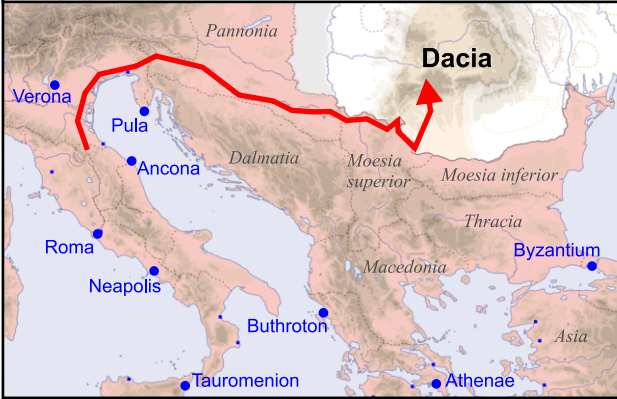 Pannonia
Dacia
Verona
Pula
Ancona
Dalmatia
Moesia
superior
Moesia inferior
Thracia
Roma
Byzantium
Neapolis
Macedonia
Buthroton
Asia
Tauromenion
Athenae